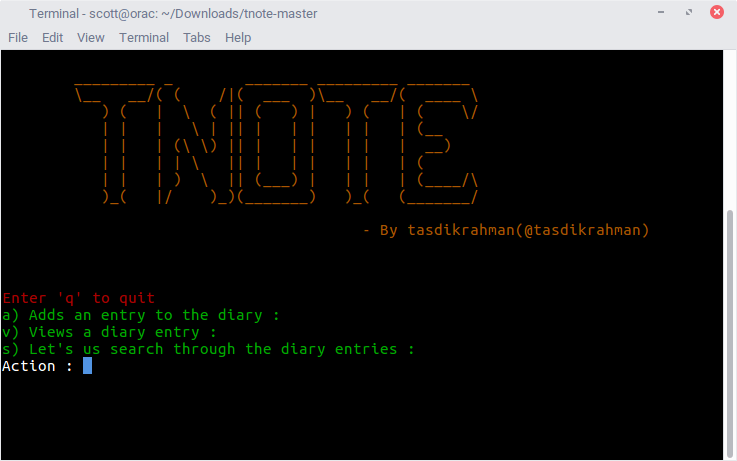 Terminal - scott@orac: ~/Downloads/tnote-master
File Edit View Terminal Tabs Help
TNOTE
- By tasdikrahman(@tasdikrahman)
Enter 'q' to quit
a) Adds an entry to the diary :
v) Views a diary entry :
s) Let's us search through the diary entries :
Action :